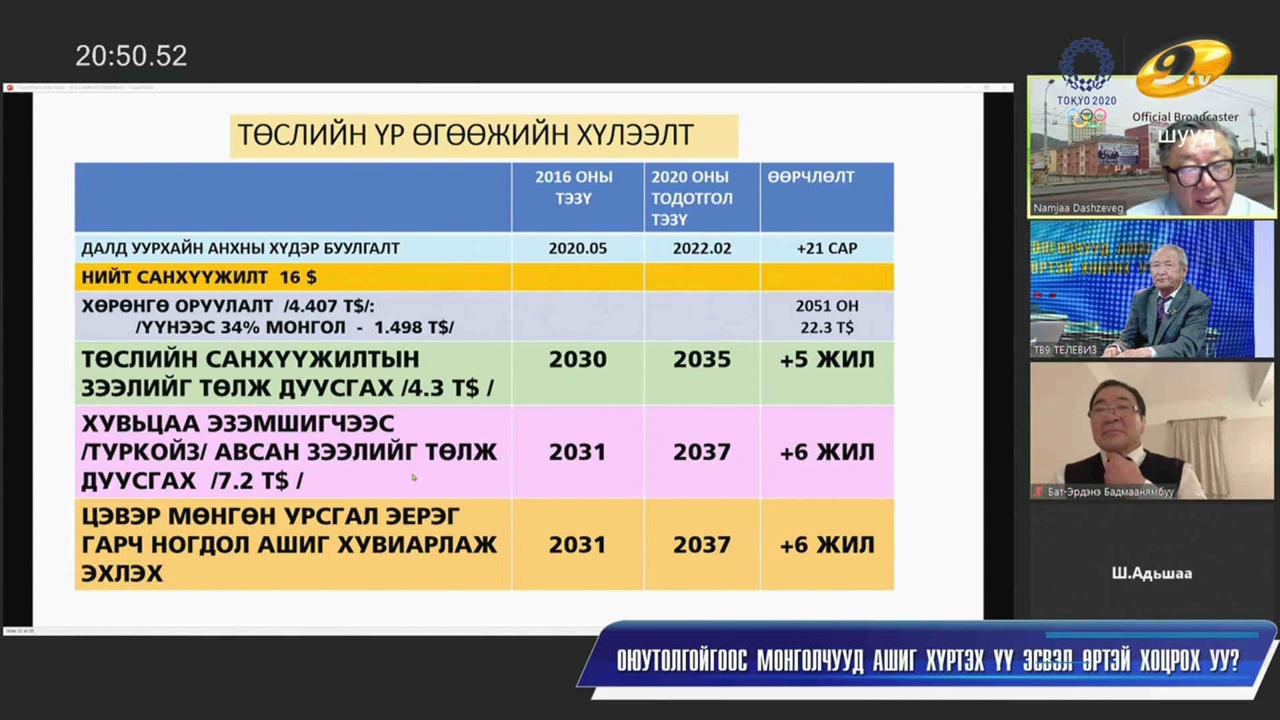 20:50.52
ТӨСЛИЙН ҮР ӨГӨӨЖИЙН ХҮЛЭЭЛТ
2016 ОНЫ
ТЭЗҮ
2020 ОНЫ
ТОДОТГОЛ
ТЭЗҮ
ӨӨРЧЛӨЛТ
ДАЛД УУРХАЙН АНХНЫ ХҮДЭР БУУЛГАЛТ 2020.05 2022.02 +21 САР
НИЙТ САНХҮҮЖИЛТ 16 $
ХӨРӨНГӨ ОРУУЛАЛТ /4.407 Т$/:
/ҮҮНЭЭС 34% МОНГОЛ - 1.498 Т$/
2051 ОН
22.3 Т$
ТӨСЛИЙН САНХҮҮЖИЛТЫН
ЗЭЭЛИЙГ ТӨЛЖ ДУУСГАХ /4.3 Т$ /
2030 2035 +5 ЖИЛ
ХУВЬЦАА ЭЗЭМШИГЧЭЭС
/ТУРКОЙЗ/ АВСАН ЗЭЭЛИЙГ ТӨЛЖ
ДУУСГАХ /7.2 Т$ /
2031 2037 +6 ЖИЛ
ЦЭВЭР МӨНГӨН УРСГАЛ ЭЕРЭГ
ГАРЧ НОГДОЛ АШИГ ХУВИАРЛАЖ
ЭХЛЭХ
2031 2037 +6 ЖИЛ
TOKYO 2020
9 tv
Official Broadcaster
ШУУД
Namjaa Dashzeveg
ТВ9 ТЕЛЕВИЗ
Бат-Эрдэнэ Бадмаанямбуу
Ш.Адьшаа
ОЮУТОЛГОЙГООС МОНГОЛЧУУД АШИГ ХҮРТЭХ ҮҮ ЭСВЭЛ ӨРТЭЙ ХОЦРОХ УУ?